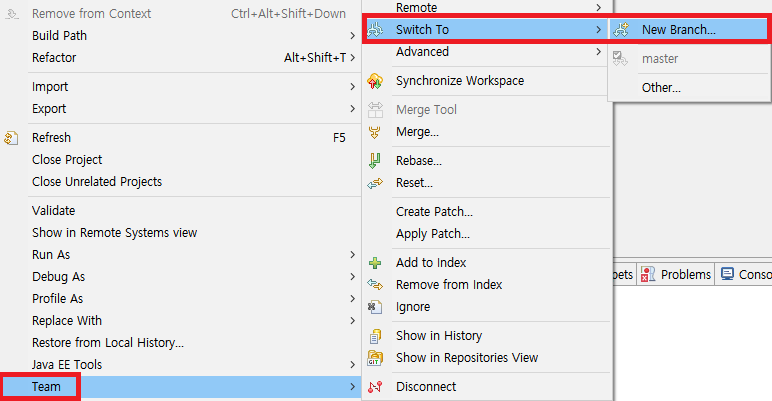 Remove from Context Ctrl+Alt+Shift+Down
Build Path
Refactor Alt+Shift+T
Import
Export
Refresh F5
Close Project
Close Unrelated Projects
Validate
Show in Remote Systems view
Run As
Debug As
Profile As
Replace With
Restore from Local History...
Java EE Tools
Team
Remote
Switch To
Advanced
Synchronize Workspace
Merge Tool
Merge...
Rebase...
Reset...
Create Patch...
Apply Patch...
Add to Index
Remove from Index
Ignore
Show in History
Show in Repositories View
Disconnect
New Branch...
master
Other...
pets Problems Conso